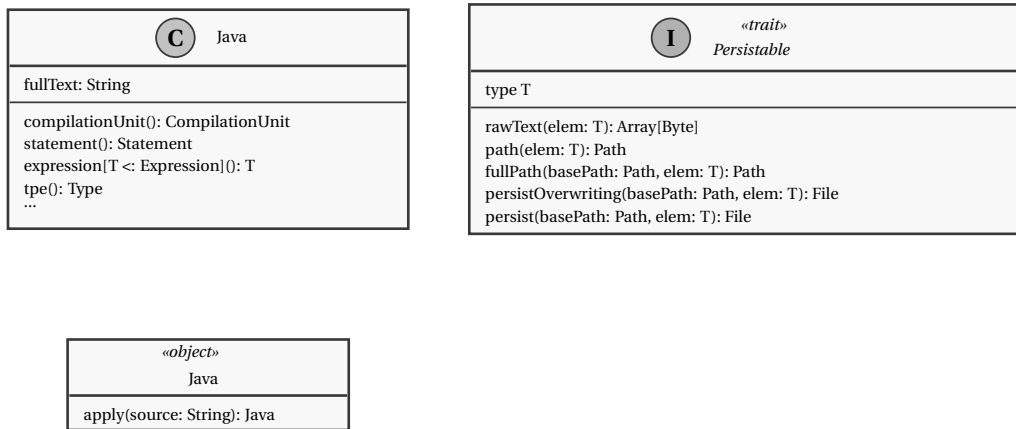 C Java
fullText: String
compilationUnit(): CompilationUnit
statement(): Statement
expression[T <: Expression](): T
tpe(): Type
...
I «trait»
Persistable
type T
rawText(elem: T): Array[Byte]
path(elem: T): Path
fullPath(basePath: Path, elem: T): Path
persistOverwriting(basePath: Path, elem: T): File
persist(basePath: Path, elem: T): File
«object»
Java
apply(source: String): Java